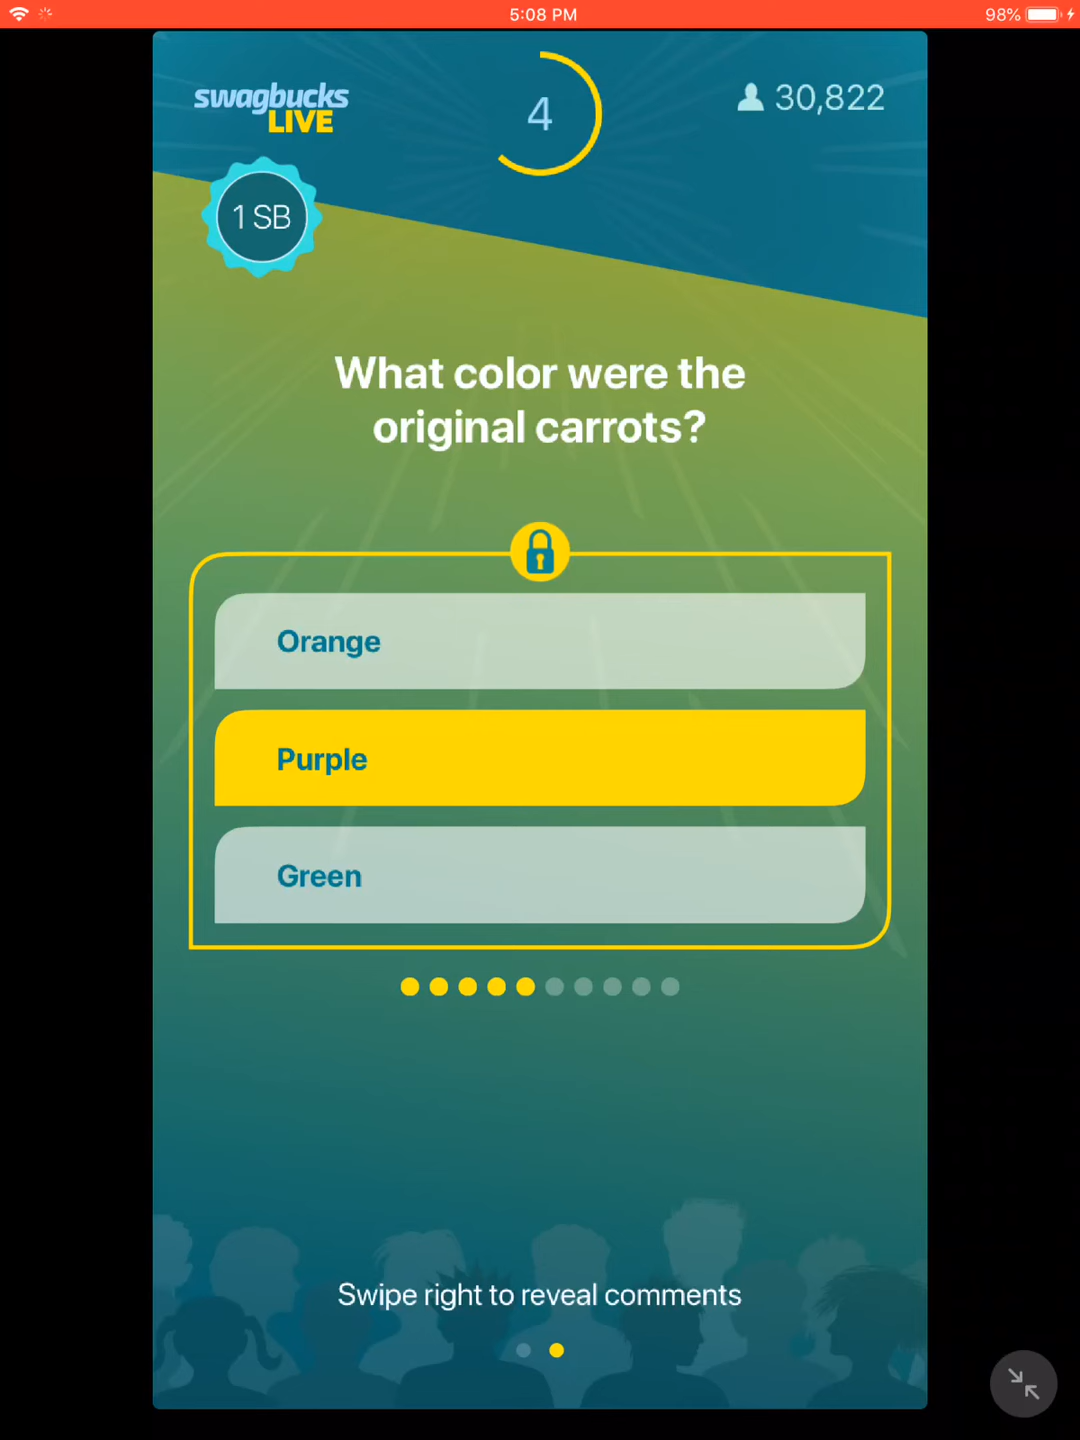 5:08 PM
98%
swagbucks
LIVE
4
30,822
1 SB
What color were the
original carrots?
Orange
Purple
Green
Swipe right to reveal comments